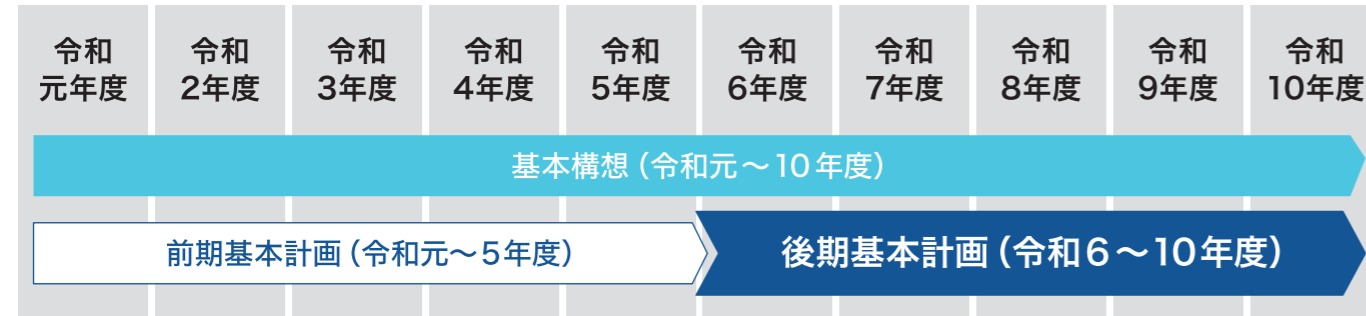 令和
元年度
令和
2年度
令和
3年度
令和
4年度
令和
5年度
令和
6年度
令和
7年度
令和
8年度
令和
9年度
令和
10年度
基本構想（令和元～10年度）
前期基本計画（令和元～5年度）
後期基本計画（令和6～10年度）